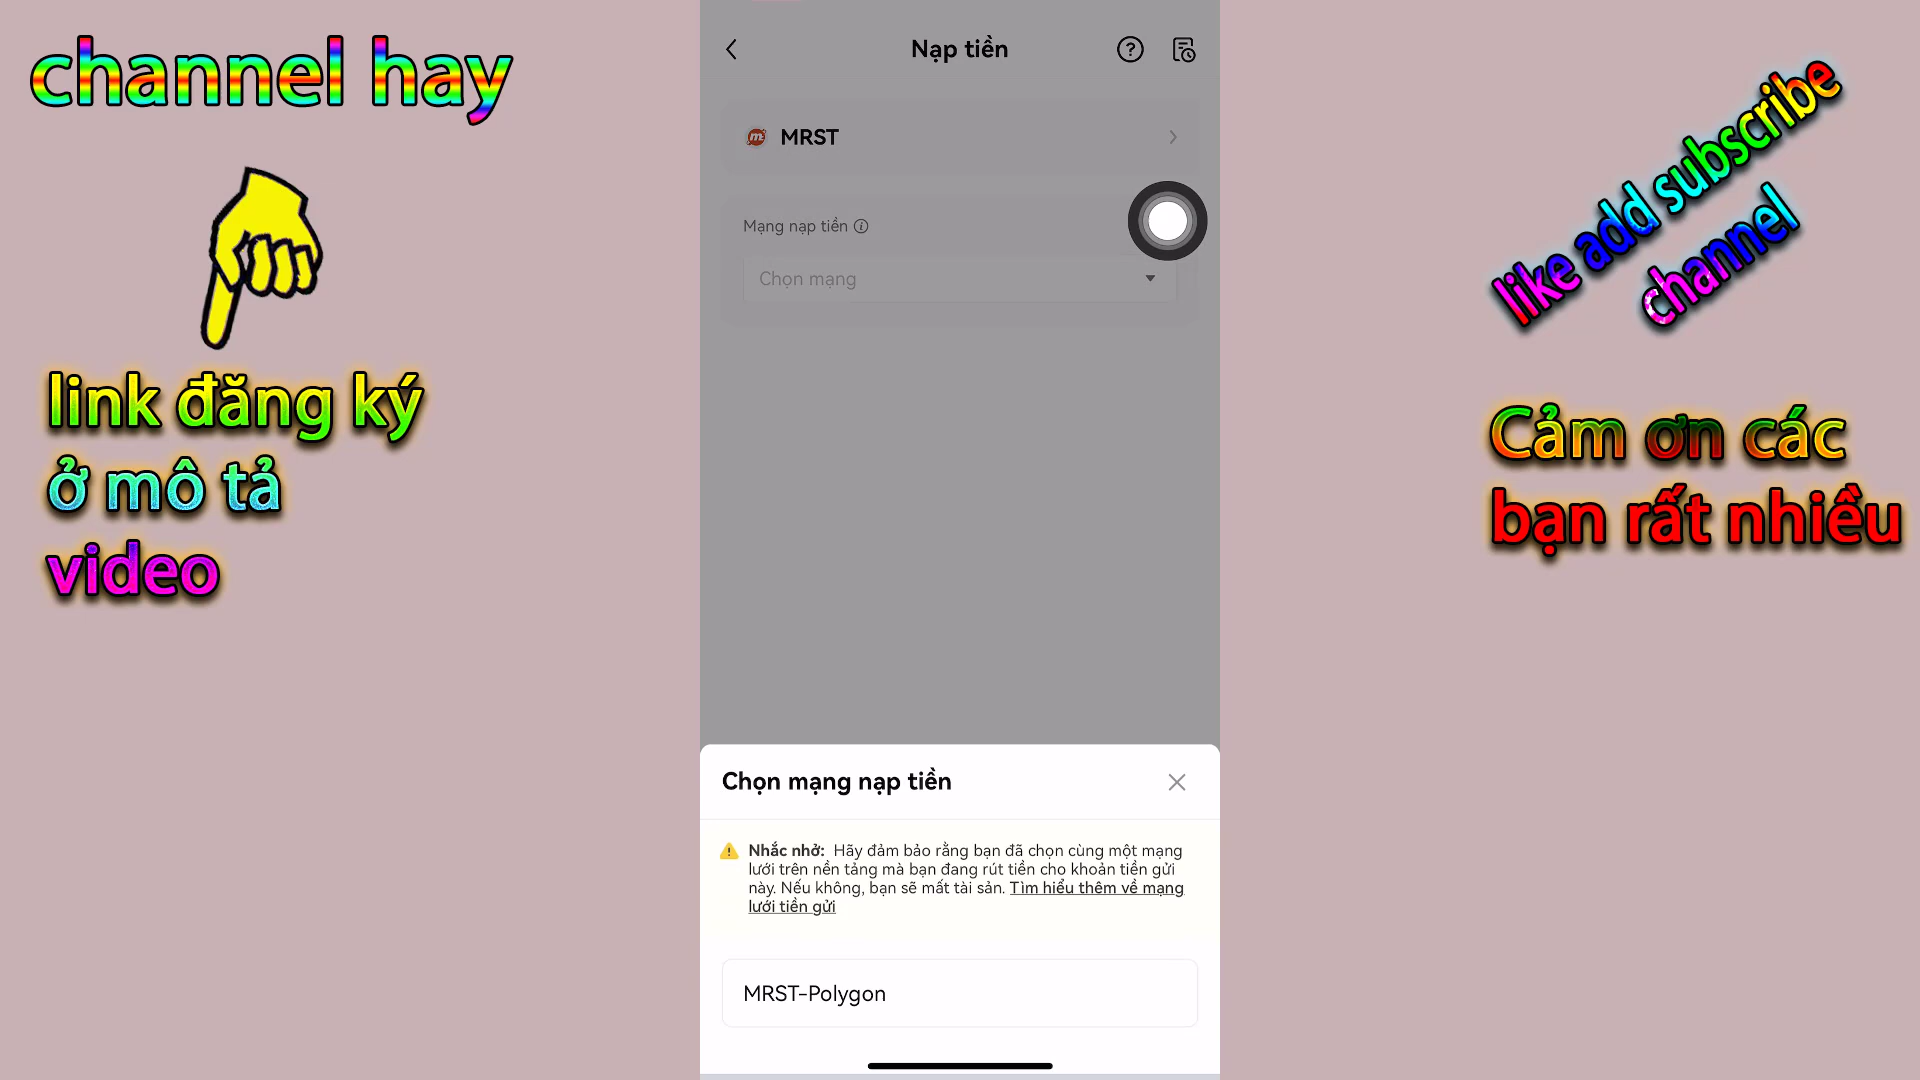 channel hay
link đăng ký
ở mô tả
video
Nạp tiền
MRST
Mạng nạp tiền
Chọn mạng
Chọn mạng nạp tiền
Nhắc nhở: Hãy đảm bảo rằng bạn đã chọn cùng một mạng
lưới trên nền tảng mà bạn đang rút tiền cho khoản tiền gửi
này. Nếu không, bạn sẽ mất tài sản. Tìm hiểu thêm về mạng
lưới tiền gửi
MRST-Polygon
like add subscribe
channel
Cảm ơn các
bạn rất nhiều